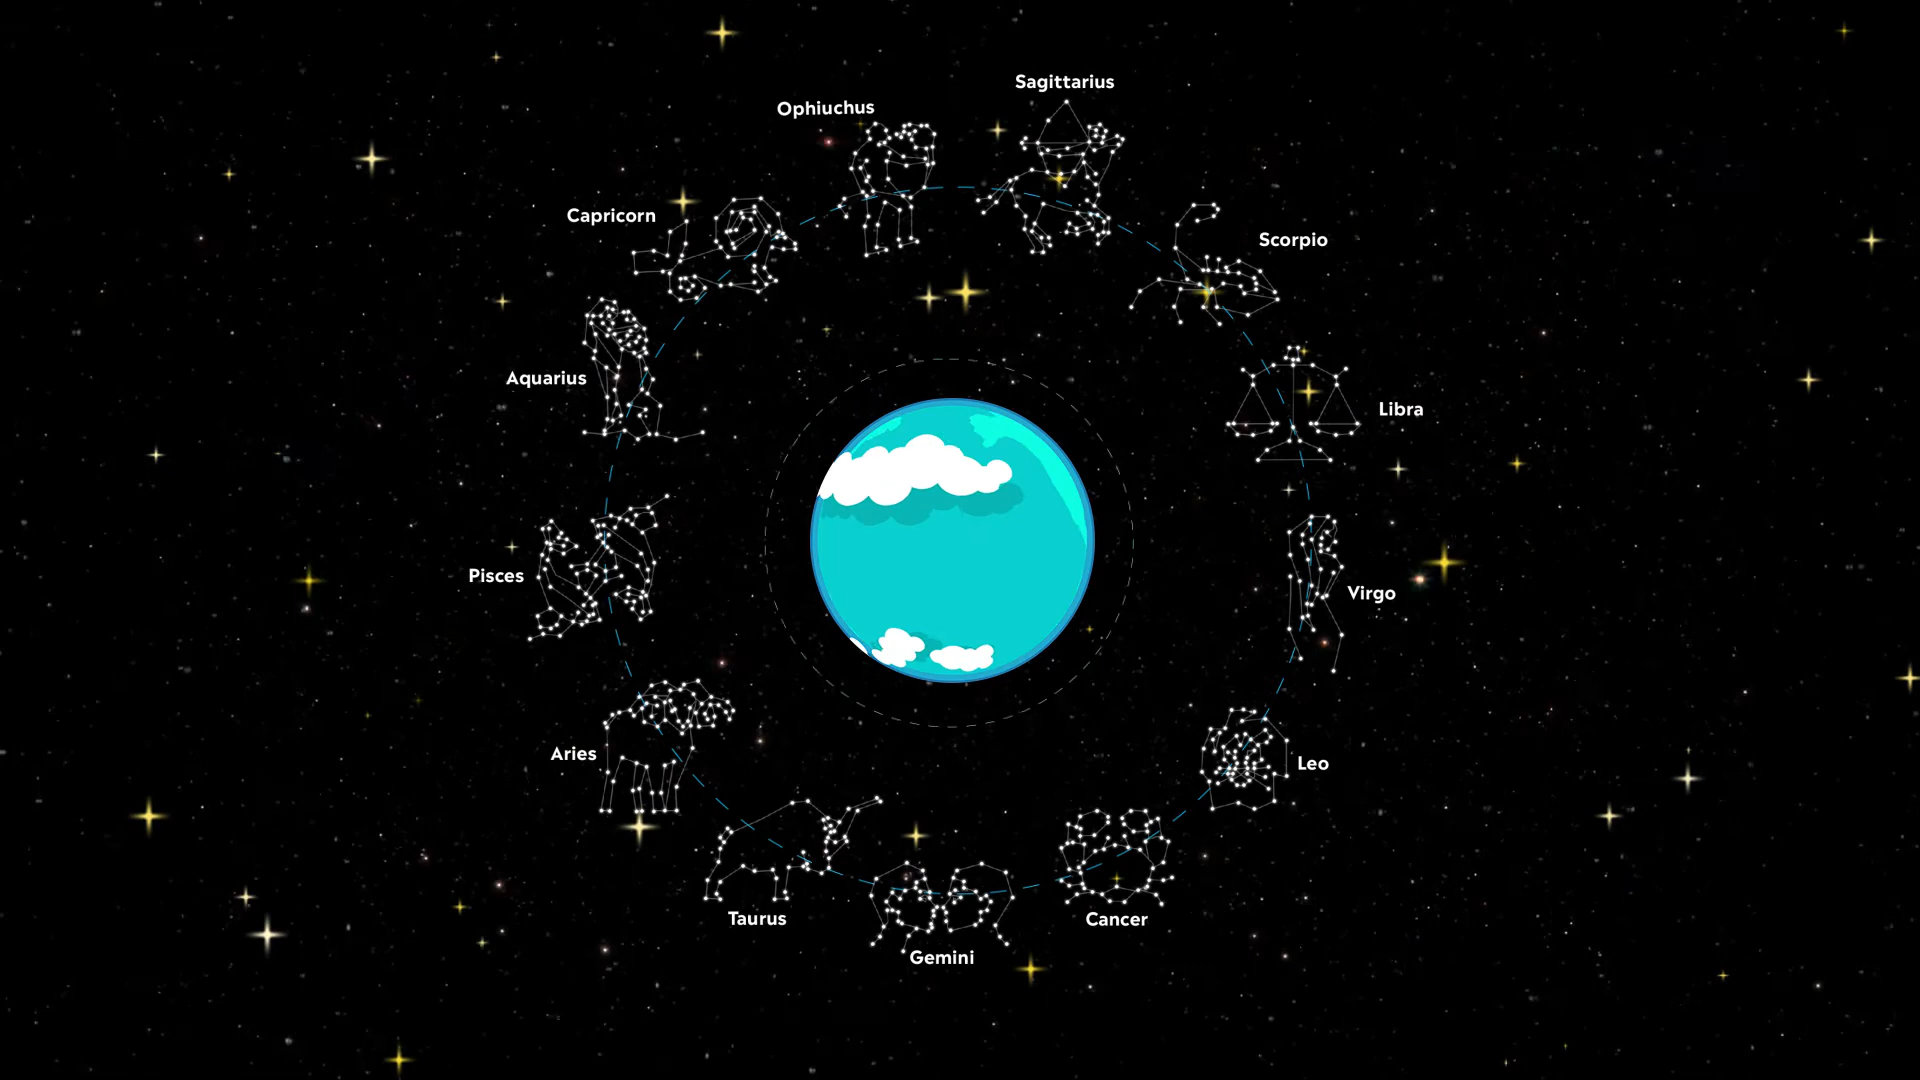 Sagittarius
Ophiuchus
Capricorn
Scorpio
Aquarius
Libra
Pisces
Virgo
Aries
Leo
Taurus
Cancer
Gemini